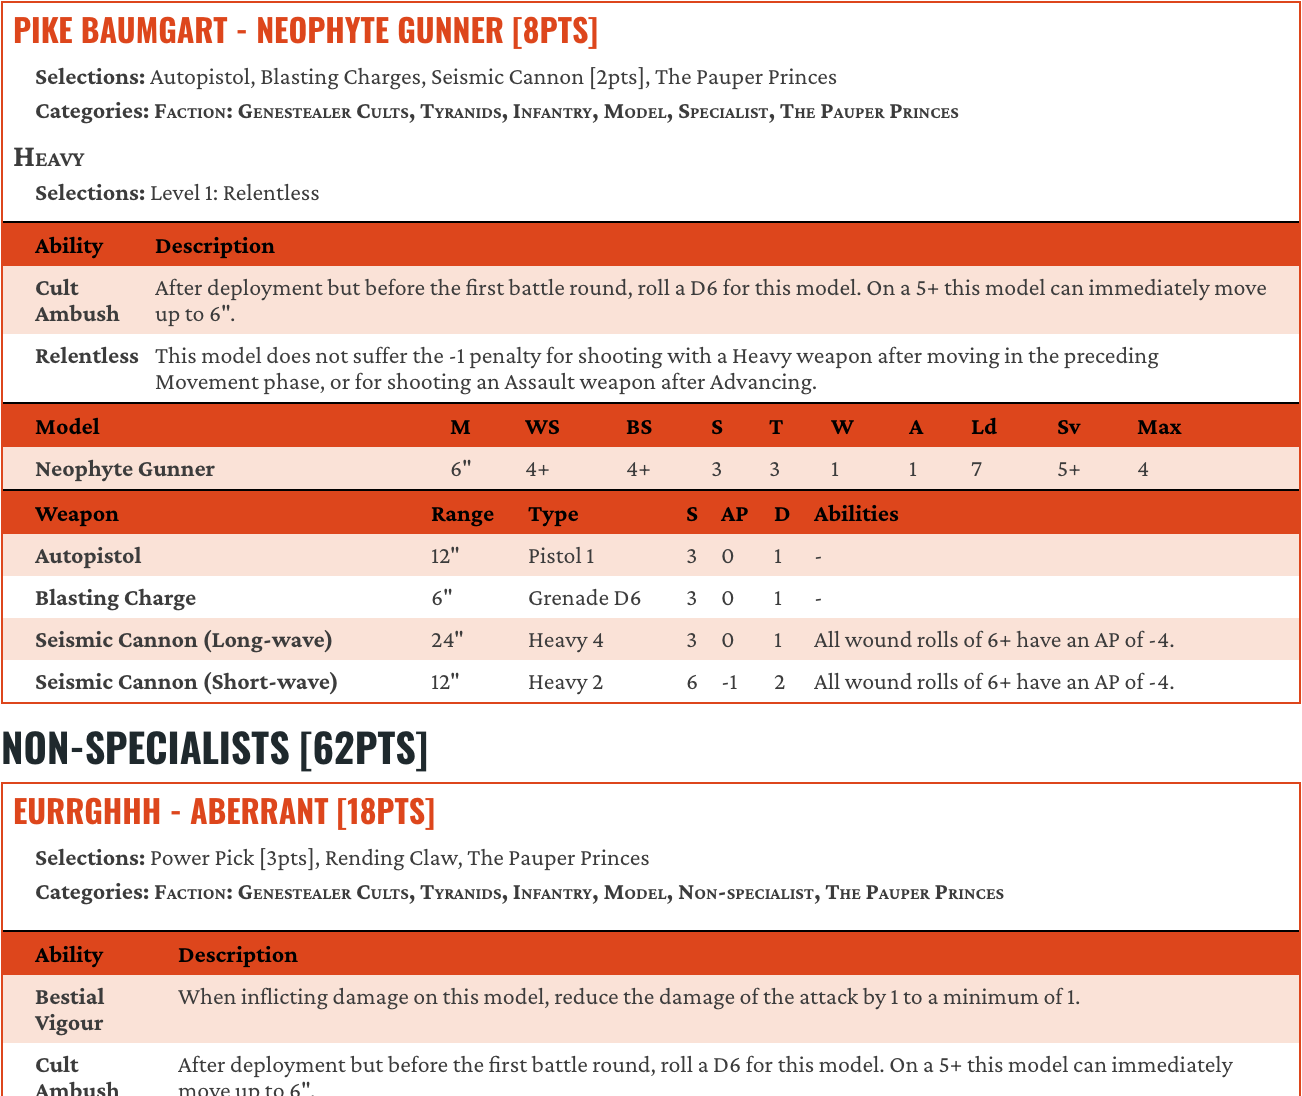 PIKE BAUMGART - NEOPHYTE GUNNER [8PTS]
Selections: Autopistol, Blasting Charges, Seismic Cannon [2pts], The Pauper Princes
Categories: Faction: Genestealer Cults, Tyranids, Infantry, Model, Specialist, The Pauper Princes
Heavy
Selections: Level 1: Relentless
Ability Description
Cult Ambush After deployment but before the first battle round, roll a D6 for this model. On a 5+ this model can immediately move
up to 6".
Relentless This model does not suffer the -1 penalty for shooting with a Heavy weapon after moving in the preceding
Movement phase, or for shooting an Assault weapon after Advancing.
Model M WS BS S T W A Ld Sv Max
Neophyte Gunner 6" 4+ 4+ 3 3 1 1 7 5+ 4
Weapon Range Type S AP D Abilities
Autopistol 12" Pistol 1 3 0 1 -
Blasting Charge 6" Grenade D6 3 0 1 -
Seismic Cannon (Long-wave) 24" Heavy 4 3 0 1 All wound rolls of 6+ have an AP of -4.
Seismic Cannon (Short-wave) 12" Heavy 2 6 -1 2 All wound rolls of 6+ have an AP of -4.
NON-SPECIALISTS [62PTS]
EURRGHHH - ABERRANT [18PTS]
Selections: Power Pick [3pts], Rending Claw, The Pauper Princes
Categories: Faction: Genestealer Cults, Tyranids, Infantry, Model, Non-specialist, The Pauper Princes
Ability Description
Bestial Vigour When inflicting damage on this model, reduce the damage of the attack by 1 to a minimum of 1.
Cult Ambush After deployment but before the first battle round, roll a D6 for this model. On a 5+ this model can immediately
move up to 6".